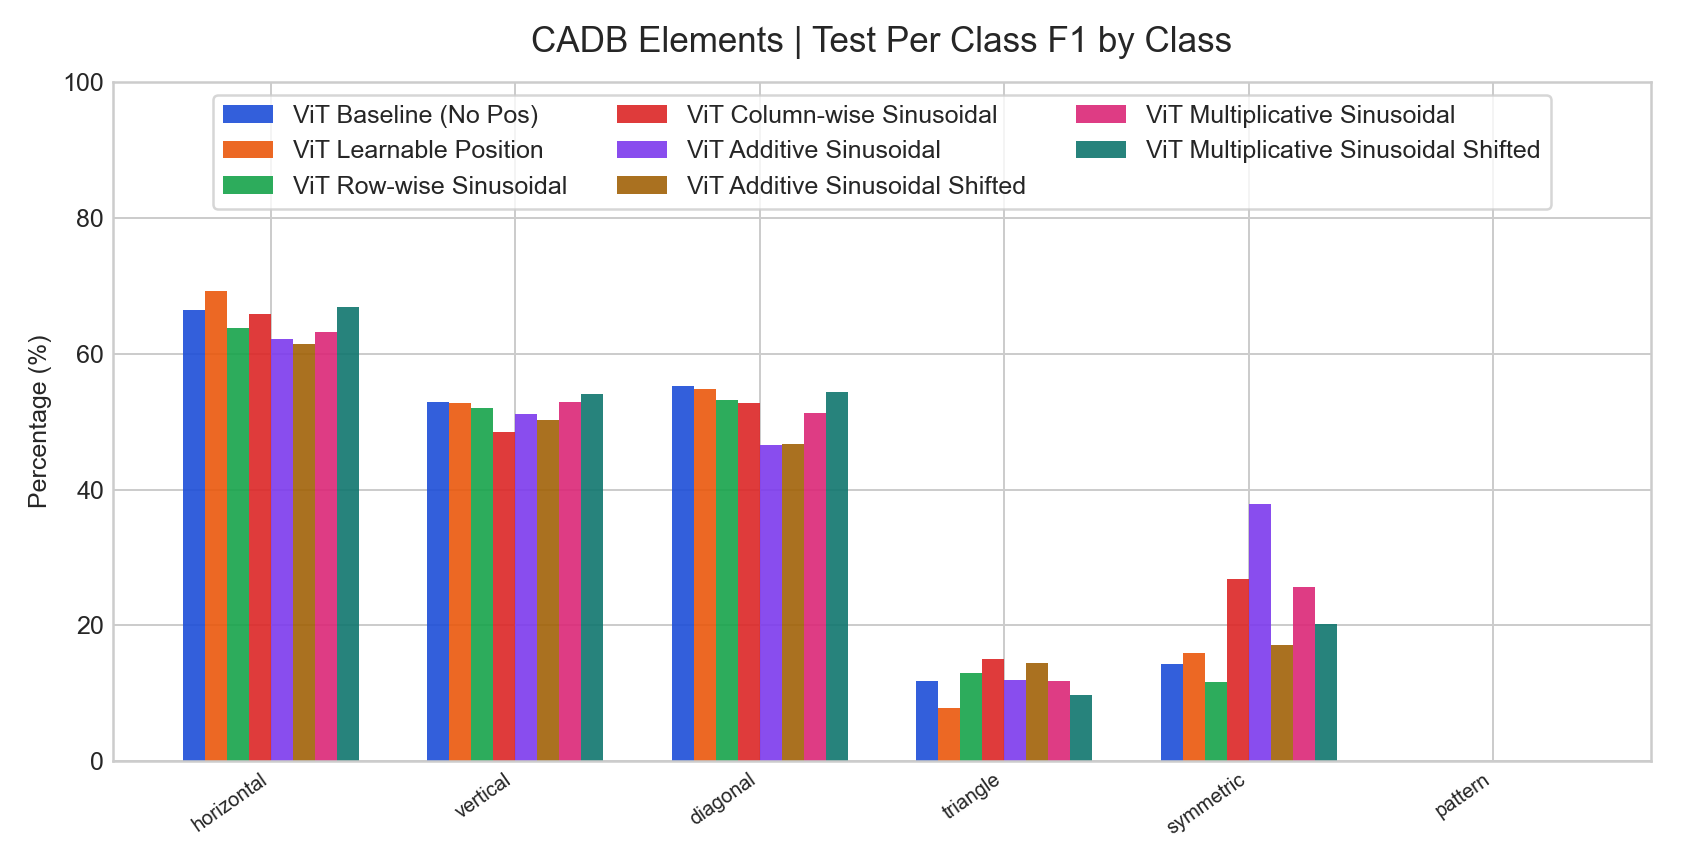 CADB Elements | Test Per Class F1 by Class
ViT Baseline (No Pos)
ViT Learnable Position
ViT Row-wise Sinusoidal
ViT Column-wise Sinusoidal
ViT Additive Sinusoidal
ViT Additive Sinusoidal Shifted
ViT Multiplicative Sinusoidal
ViT Multiplicative Sinusoidal Shifted
Percentage (%)
100
80
60
40
20
0
horizontal
vertical
diagonal
triangle
symmetric
pattern